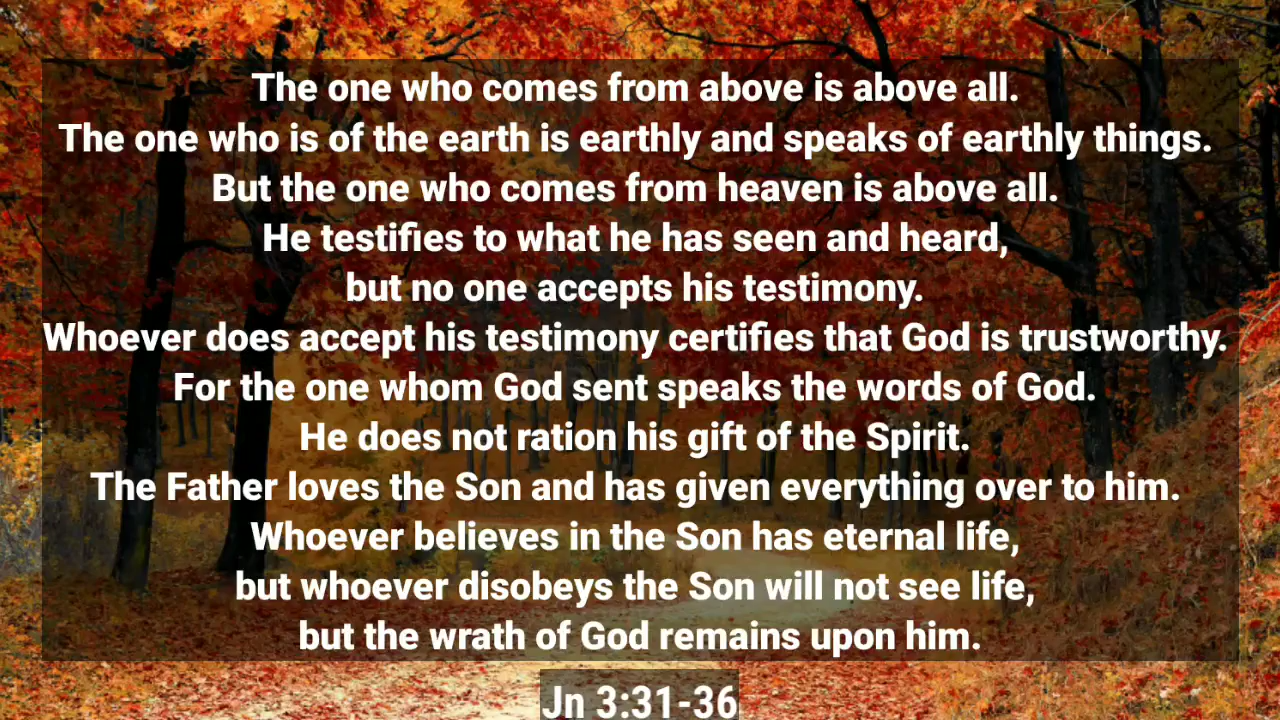 The one who comes from above is above all.
The one who is of the earth is earthly and speaks of earthly things.
But the one who comes from heaven is above all.
He testifies to what he has seen and heard,
but no one accepts his testimony.
Whoever does accept his testimony certifies that God is trustworthy.
For the one whom God sent speaks the words of God.
He does not ration his gift of the Spirit.
The Father loves the Son and has given everything over to him.
Whoever believes in the Son has eternal life,
but whoever disobeys the Son will not see life,
but the wrath of God remains upon him.
Jn 3:31-36